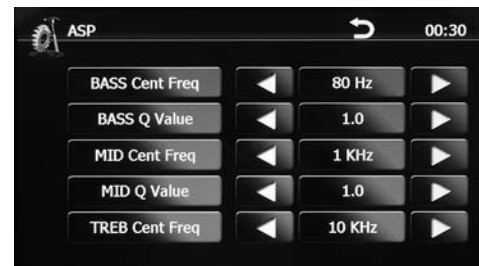 ASP 00:30
BASS Cent Freq 80 Hz
BASS Q Value 1.0
MID Cent Freq 1 KHz
MID Q Value 1.0
TREB Cent Freq 10 KHz